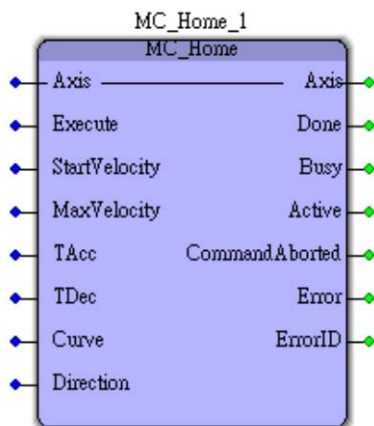 MC_Home_1
MC_Home
Axis Axis
Execute Done
StartVelocity Busy
MaxVelocity Active
TAcc CommandAborted
TDec Error
Curve ErrorID
Direction